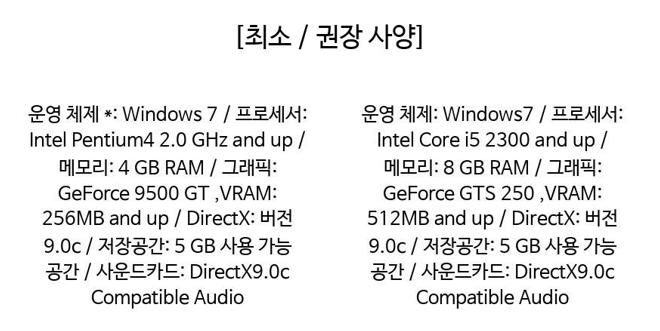 [최소 / 권장 사양]
운영 체제 *: Windows 7 / 프로세서:
Intel Pentium4 2.0 GHz and up /
메모리: 4 GB RAM / 그래픽:
GeForce 9500 GT ,VRAM:
256MB and up / DirectX: 버전
9.0c / 저장공간: 5 GB 사용 가능
공간 / 사운드카드: DirectX9.0c
Compatible Audio
운영 체제: Windows7 / 프로세서:
Intel Core i5 2300 and up /
메모리: 8 GB RAM / 그래픽:
GeForce GTS 250 ,VRAM:
512MB and up / DirectX: 버전
9.0c / 저장공간: 5 GB 사용 가능
공간 / 사운드카드: DirectX9.0c
Compatible Audio